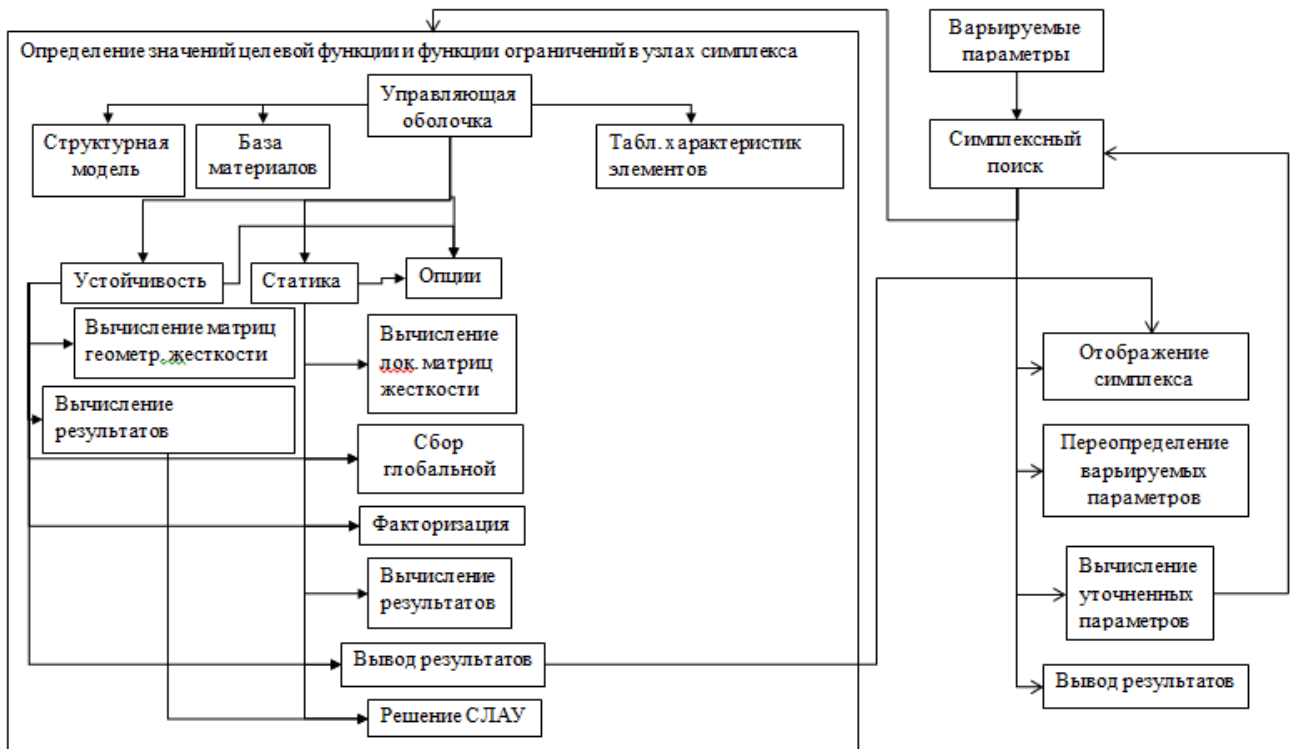 Определение значений целевой функции и функции ограничений в узлах симплекса
Управляющая
оболочка
Структурная
модель
База
материалов
Табл. характеристик
элементов
Устойчивость
Статика
Опции
Вычисление матриц
геометр. жесткости
Вычисление
результатов
Вычисление
лок. матриц
жесткости
Сбор
глобальной
Факторизация
Вычисление
результатов
Вывод результатов
Решение СЛАУ
Варьируемые
параметры
Симплексный
поиск
Отображение
симплекса
Переопределение
варьируемых
параметров
Вычисление
уточненных
параметров
Вывод результатов